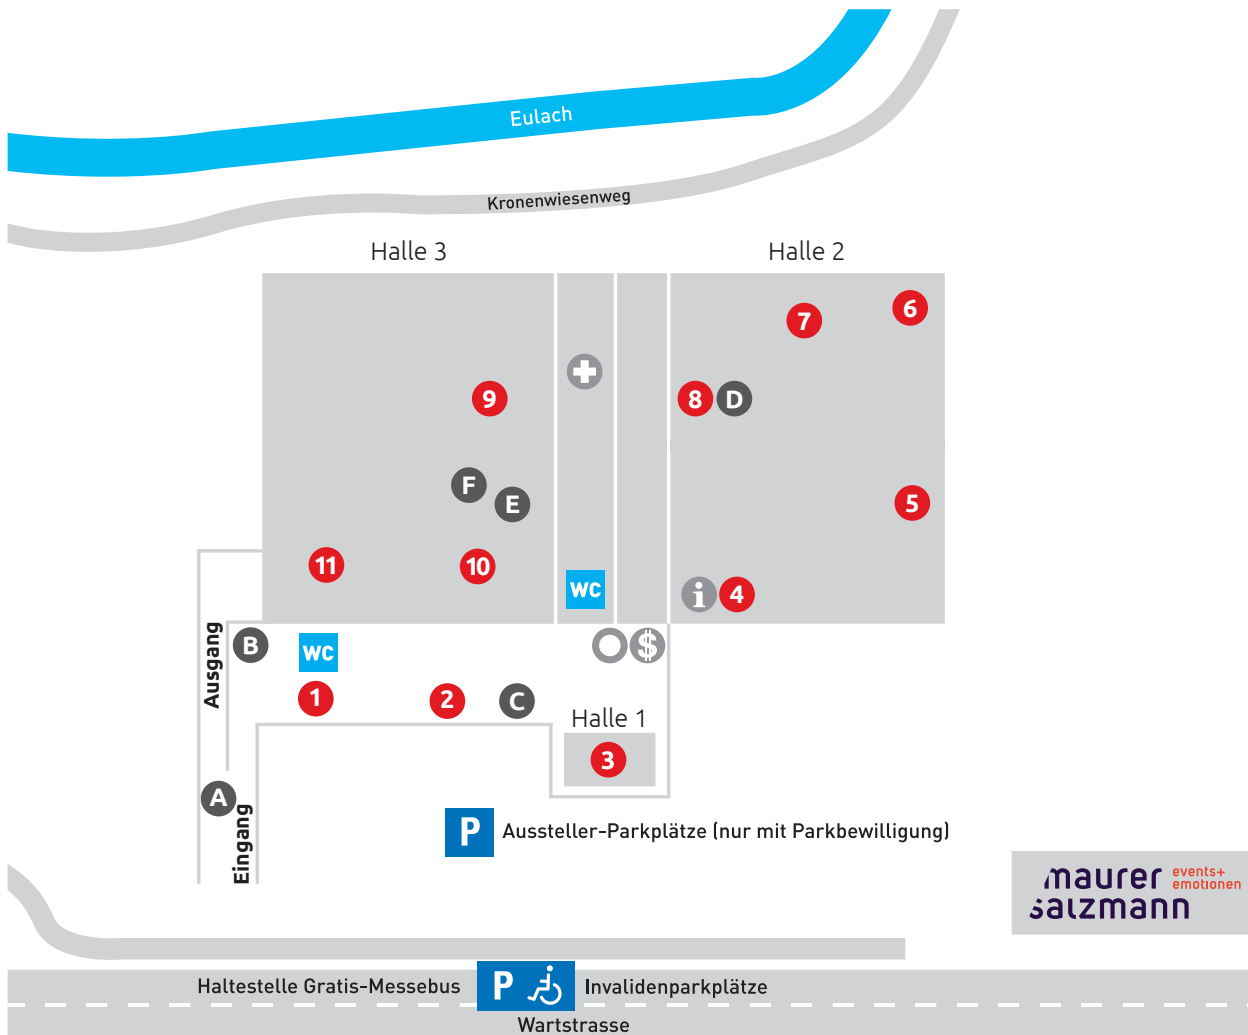 Eulach
Kronenwiesenweg
Halle 3
Halle 2
6
7
9
8
D
F
E
5
11
10
WC
i
4
Ausgang
B
WC
$
1
2
C
Halle 1
3
A
Eingang
P
Aussteller-Parkplätze (nur mit Parkbewilligung)
maurer
salzmann
events+
emotionen
Haltestelle Gratis-Messebus
P
Invalidenparkplätze
Wartstrasse